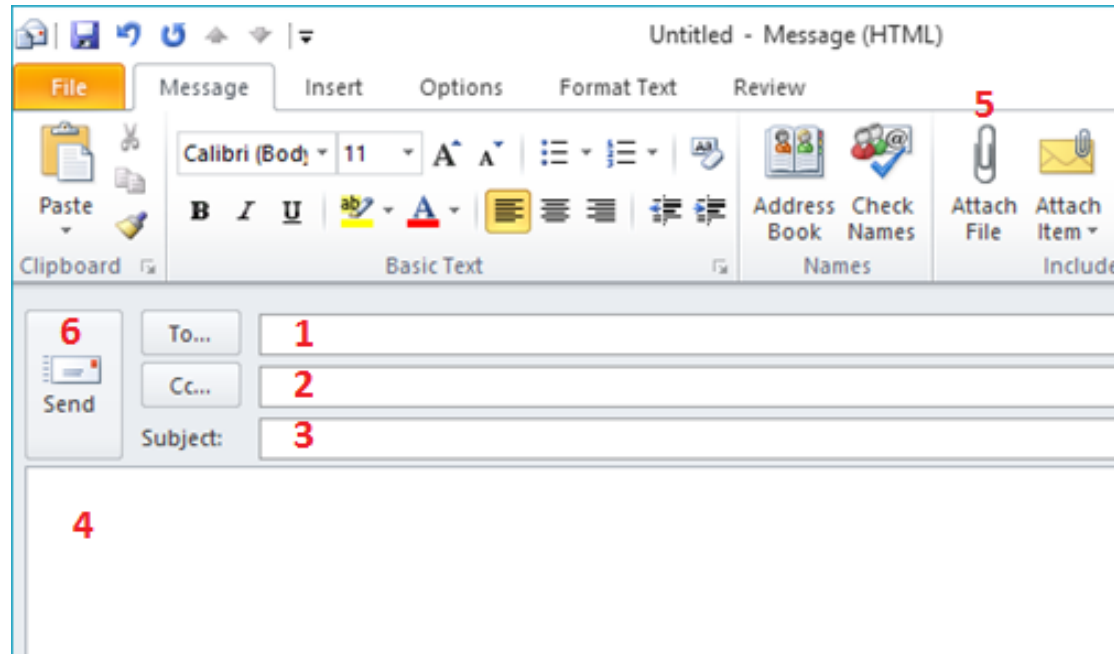 Untitled - Message (HTML)
File Message Insert Options Format Text Review
5
Calibri (Body 11 A A
Paste
B I U ab A
Address Book
Check Names
Attach File
Attach Item
Clipboard Basic Text Names Include
6 To... 1
Send Cc... 2
Subject: 3
4